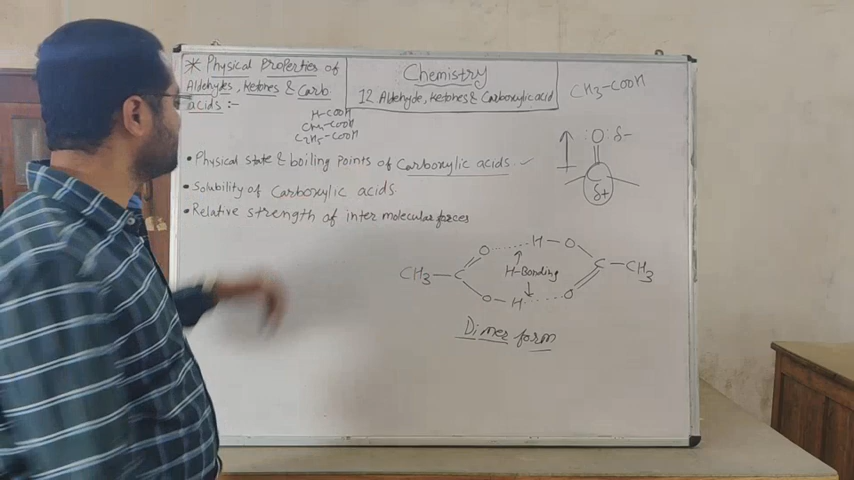 * Physical Properties of
Aldehydes, Ketones & Carb
acids :-
H-COOH
CH3-COOH
C2H5-COOH
Chemistry
12. Aldehyde, Ketones & Carboxylic acid
CH3-COOH
• Physical state & boiling points of Carboxylic acids. ✓
• Solubility of Carboxylic acids
• Relative strength of inter molecular forces
:O: δ-
C
δ+
O ...... H - O
CH3 - C
H-Bonding
C - CH3
O - H ...... O
Dimer form